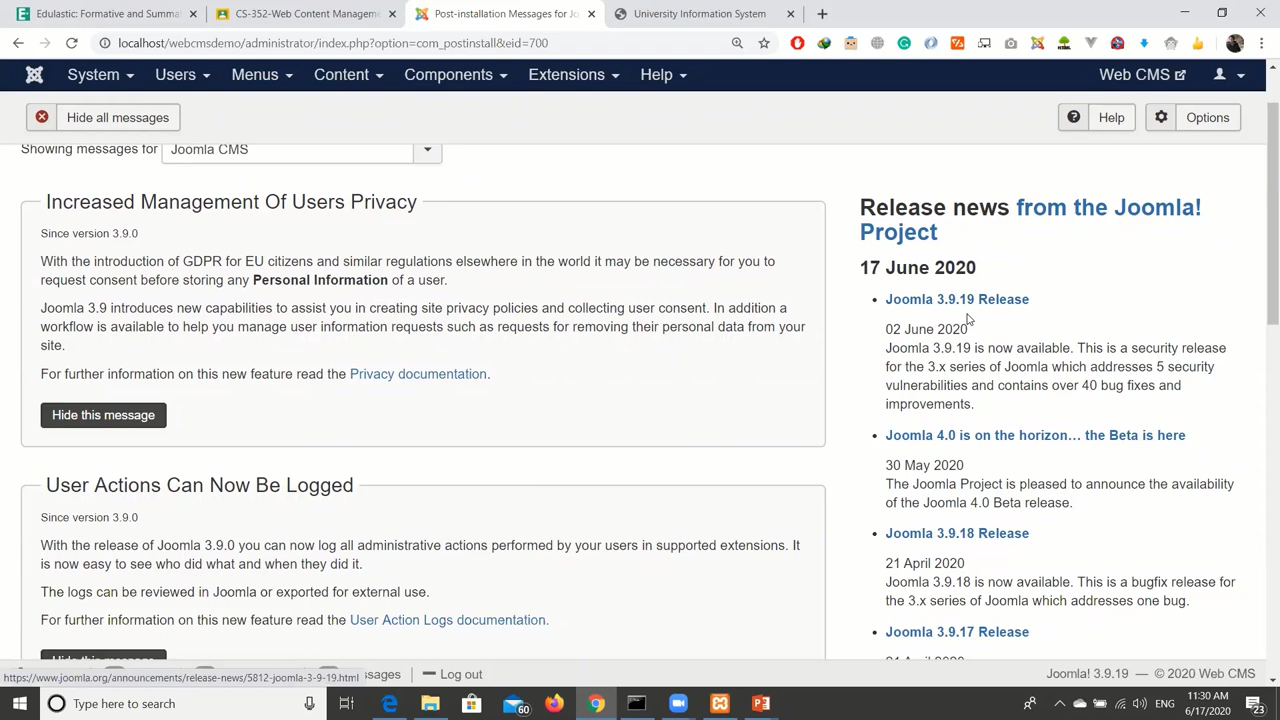 Edulastic: Formative and Summa
CS-352-Web Content Manageme
Post-installation Messages for Jo
University Information System
localhost/webcmsdemo/administrator/index.php?option=com_postinstall&eid=700
System
Users
Menus
Content
Components
Extensions
Help
Web CMS
Hide all messages
Help
Options
Showing messages for
Joomla CMS
Increased Management Of Users Privacy
Since version 3.9.0
With the introduction of GDPR for EU citizens and similar regulations elsewhere in the world it may be necessary for you to
request consent before storing any Personal Information of a user.
Joomla 3.9 introduces new capabilities to assist you in creating site privacy policies and collecting user consent. In addition a
workflow is available to help you manage user information requests such as requests for removing their personal data from your
site.
For further information on this new feature read the Privacy documentation.
Hide this message
User Actions Can Now Be Logged
Since version 3.9.0
With the release of Joomla 3.9.0 you can now log all administrative actions performed by your users in supported extensions. It
is now easy to see who did what and when they did it.
The logs can be reviewed in Joomla or exported for external use.
For further information on this new feature read the User Action Logs documentation.
Hide this message
Release news from the Joomla!
Project
17 June 2020
Joomla 3.9.19 Release
02 June 2020
Joomla 3.9.19 is now available. This is a security release
for the 3.x series of Joomla which addresses 5 security
vulnerabilities and contains over 40 bug fixes and
improvements.
Joomla 4.0 is on the horizon… the Beta is here
30 May 2020
The Joomla Project is pleased to announce the availability
of the Joomla 4.0 Beta release.
Joomla 3.9.18 Release
21 April 2020
Joomla 3.9.18 is now available. This is a bugfix release for
the 3.x series of Joomla which addresses one bug.
Joomla 3.9.17 Release
21 April 2020
https://www.joomla.org/announcements/release-news/5812-joomla-3-9-19.html
ssages
Log out
Joomla! 3.9.19 — © 2020 Web CMS
Type here to search
60
ENG
11:30 AM
6/17/2020
23